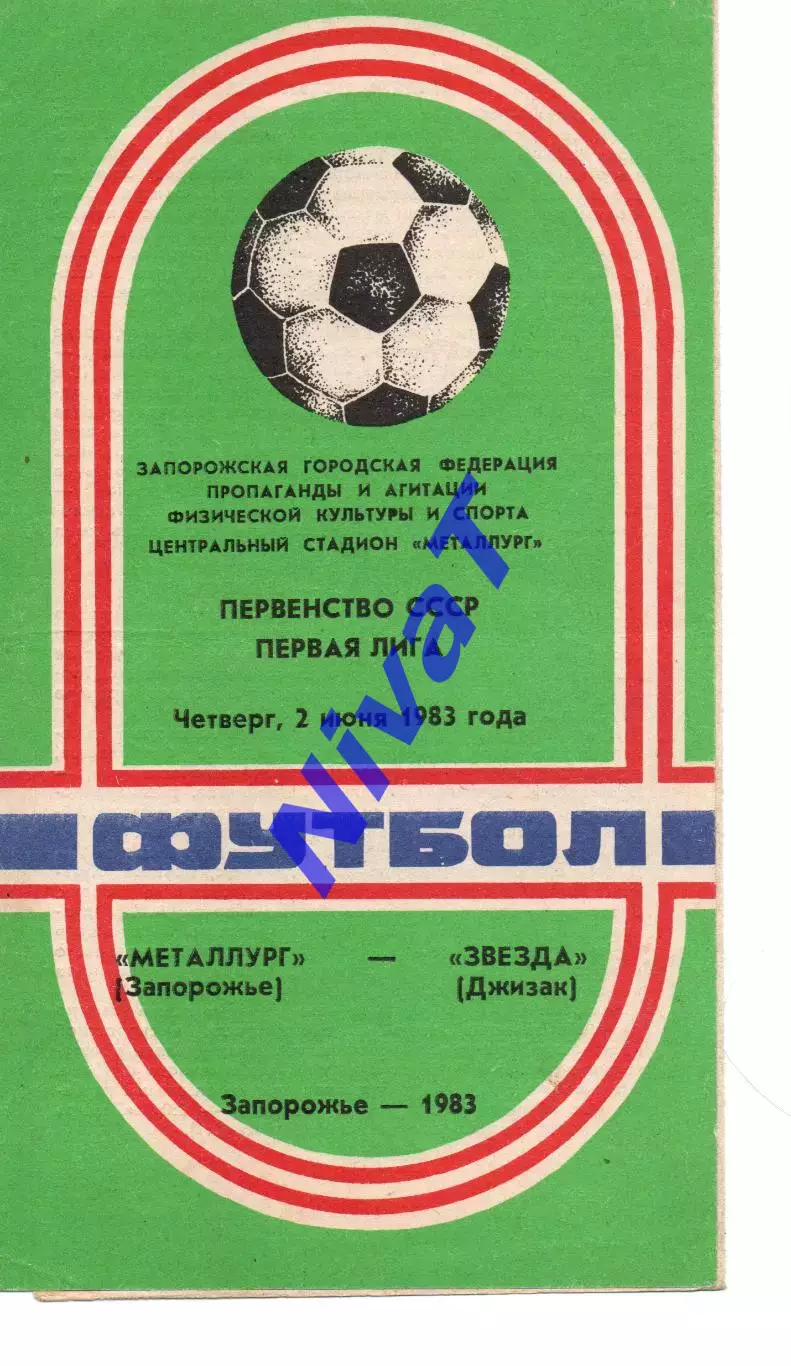 ЗАПОРОЖСКАЯ ГОРОДСКАЯ ФЕДЕРАЦИЯ
ПРОПАГАНДЫ И АГИТАЦИИ
ФИЗИЧЕСКОЙ КУЛЬТУРЫ И СПОРТА
ЦЕНТРАЛЬНЫЙ СТАДИОН «МЕТАЛЛУРГ»
ПЕРВЕНСТВО СССР
ПЕРВАЯ ЛИГА
Четверг, 2 июня 1983 года
NivaT
ФУТБОЛ
«МЕТАЛЛУРГ» — «ЗВЕЗДА»
(Запорожье) (Джизак)
Запорожье — 1983